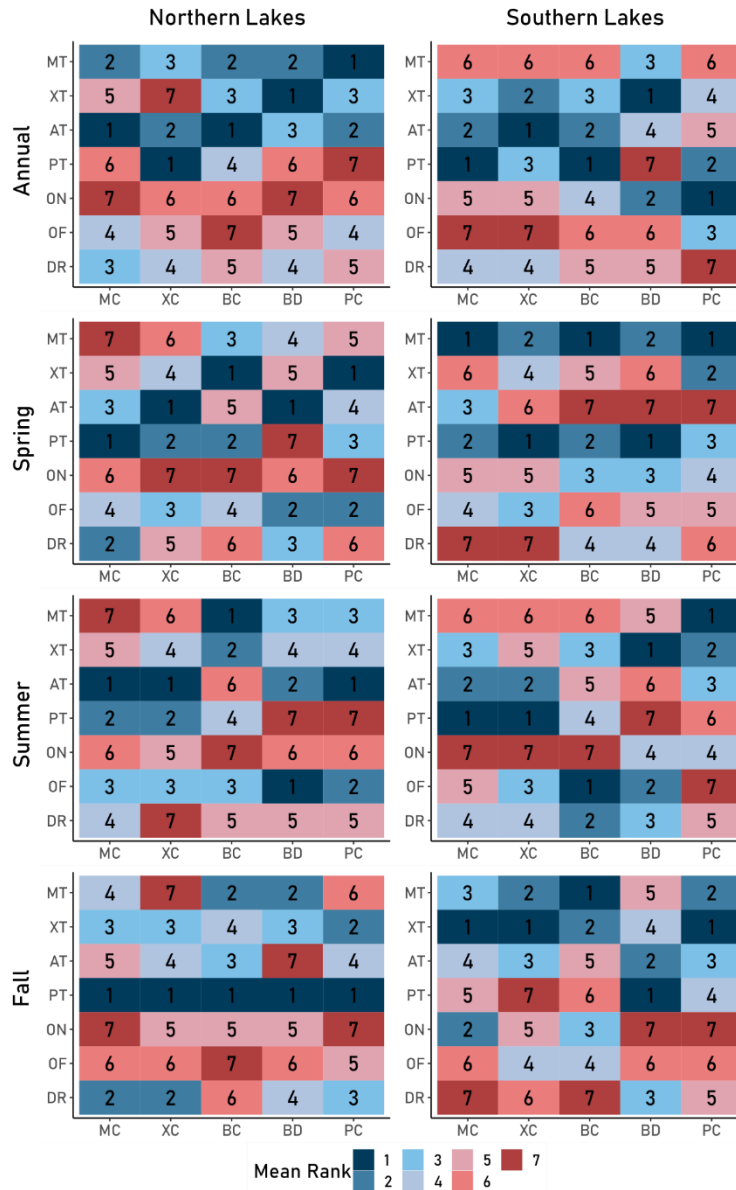 Northern Lakes Southern Lakes
Annual
MT 2 3 2 2 1 MT 6 6 6 3 6
XT 5 7 3 1 3 XT 3 2 3 1 4
AT 1 2 1 3 2 AT 2 1 2 4 5
PT 6 1 4 6 7 PT 1 3 1 7 2
ON 7 6 6 7 6 ON 5 5 4 2 1
OF 4 5 7 5 4 OF 7 7 6 6 3
DR 3 4 5 4 5 DR 4 4 5 5 7
MC XC BC BD PC MC XC BC BD PC
Spring
MT 7 6 3 4 5 MT 1 2 1 2 1
XT 5 4 1 5 1 XT 6 4 5 6 2
AT 3 1 5 1 4 AT 3 6 7 7 7
PT 1 2 2 7 3 PT 2 1 2 1 3
ON 6 7 7 6 7 ON 5 5 3 3 4
OF 4 3 4 2 2 OF 4 3 6 5 5
DR 2 5 6 3 6 DR 7 7 4 4 6
MC XC BC BD PC MC XC BC BD PC
Summer
MT 7 6 1 3 3 MT 6 6 6 5 1
XT 5 4 2 4 4 XT 3 5 3 1 2
AT 1 1 6 2 1 AT 2 2 5 6 3
PT 2 2 4 7 7 PT 1 1 4 7 6
ON 6 5 7 6 6 ON 7 7 7 4 4
OF 3 3 3 1 2 OF 5 3 1 2 7
DR 4 7 5 5 5 DR 4 4 2 3 5
MC XC BC BD PC MC XC BC BD PC
Fall
MT 4 7 2 2 6 MT 3 2 1 5 2
XT 3 3 4 3 2 XT 1 1 2 4 1
AT 5 4 3 7 4 AT 4 3 5 2 3
PT 1 1 1 1 1 PT 5 7 6 1 4
ON 7 5 5 5 7 ON 2 5 3 7 7
OF 6 6 7 6 5 OF 6 4 4 6 6
DR 2 2 6 4 3 DR 7 6 7 3 5
MC XC BC BD PC MC XC BC BD PC
Mean Rank 1 3 5 7
2 4 6